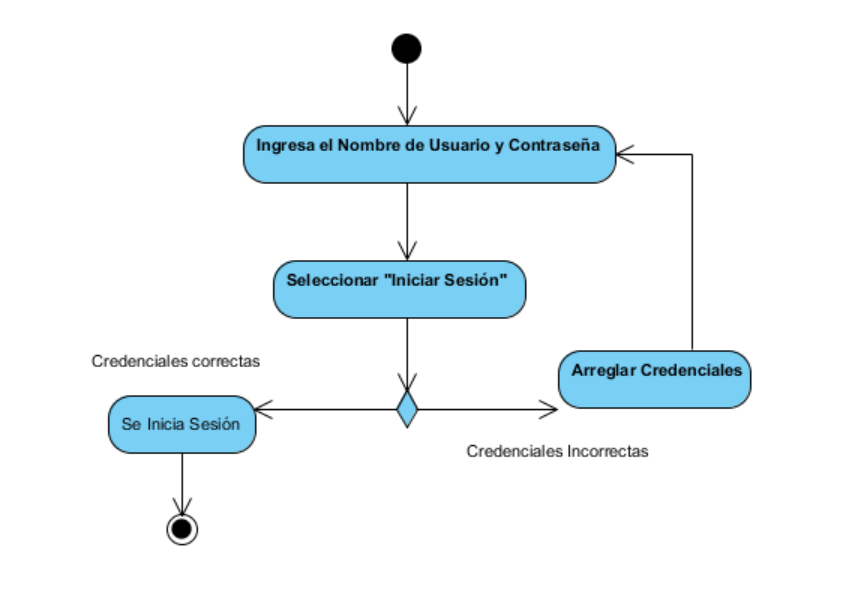 Ingresa el Nombre de Usuario y Contraseña
Seleccionar "Iniciar Sesión"
Credenciales correctas
Arreglar Credenciales
Se Inicia Sesión
Credenciales Incorrectas